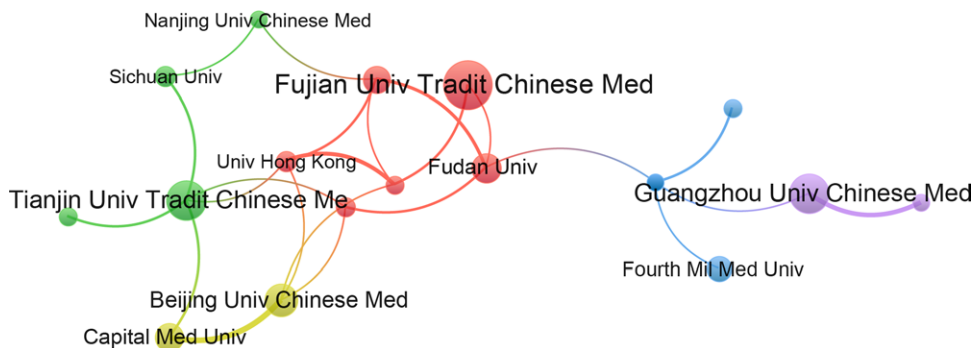 Nanjing Univ Chinese Med
Sichuan Univ
Fujian Univ Tradit Chinese Med
Univ Hong Kong
Fudan Univ
Tianjin Univ Tradit Chinese Me
Guangzhou Univ Chinese Med
Fourth Mil Med Univ
Beijing Univ Chinese Med
Capital Med Univ